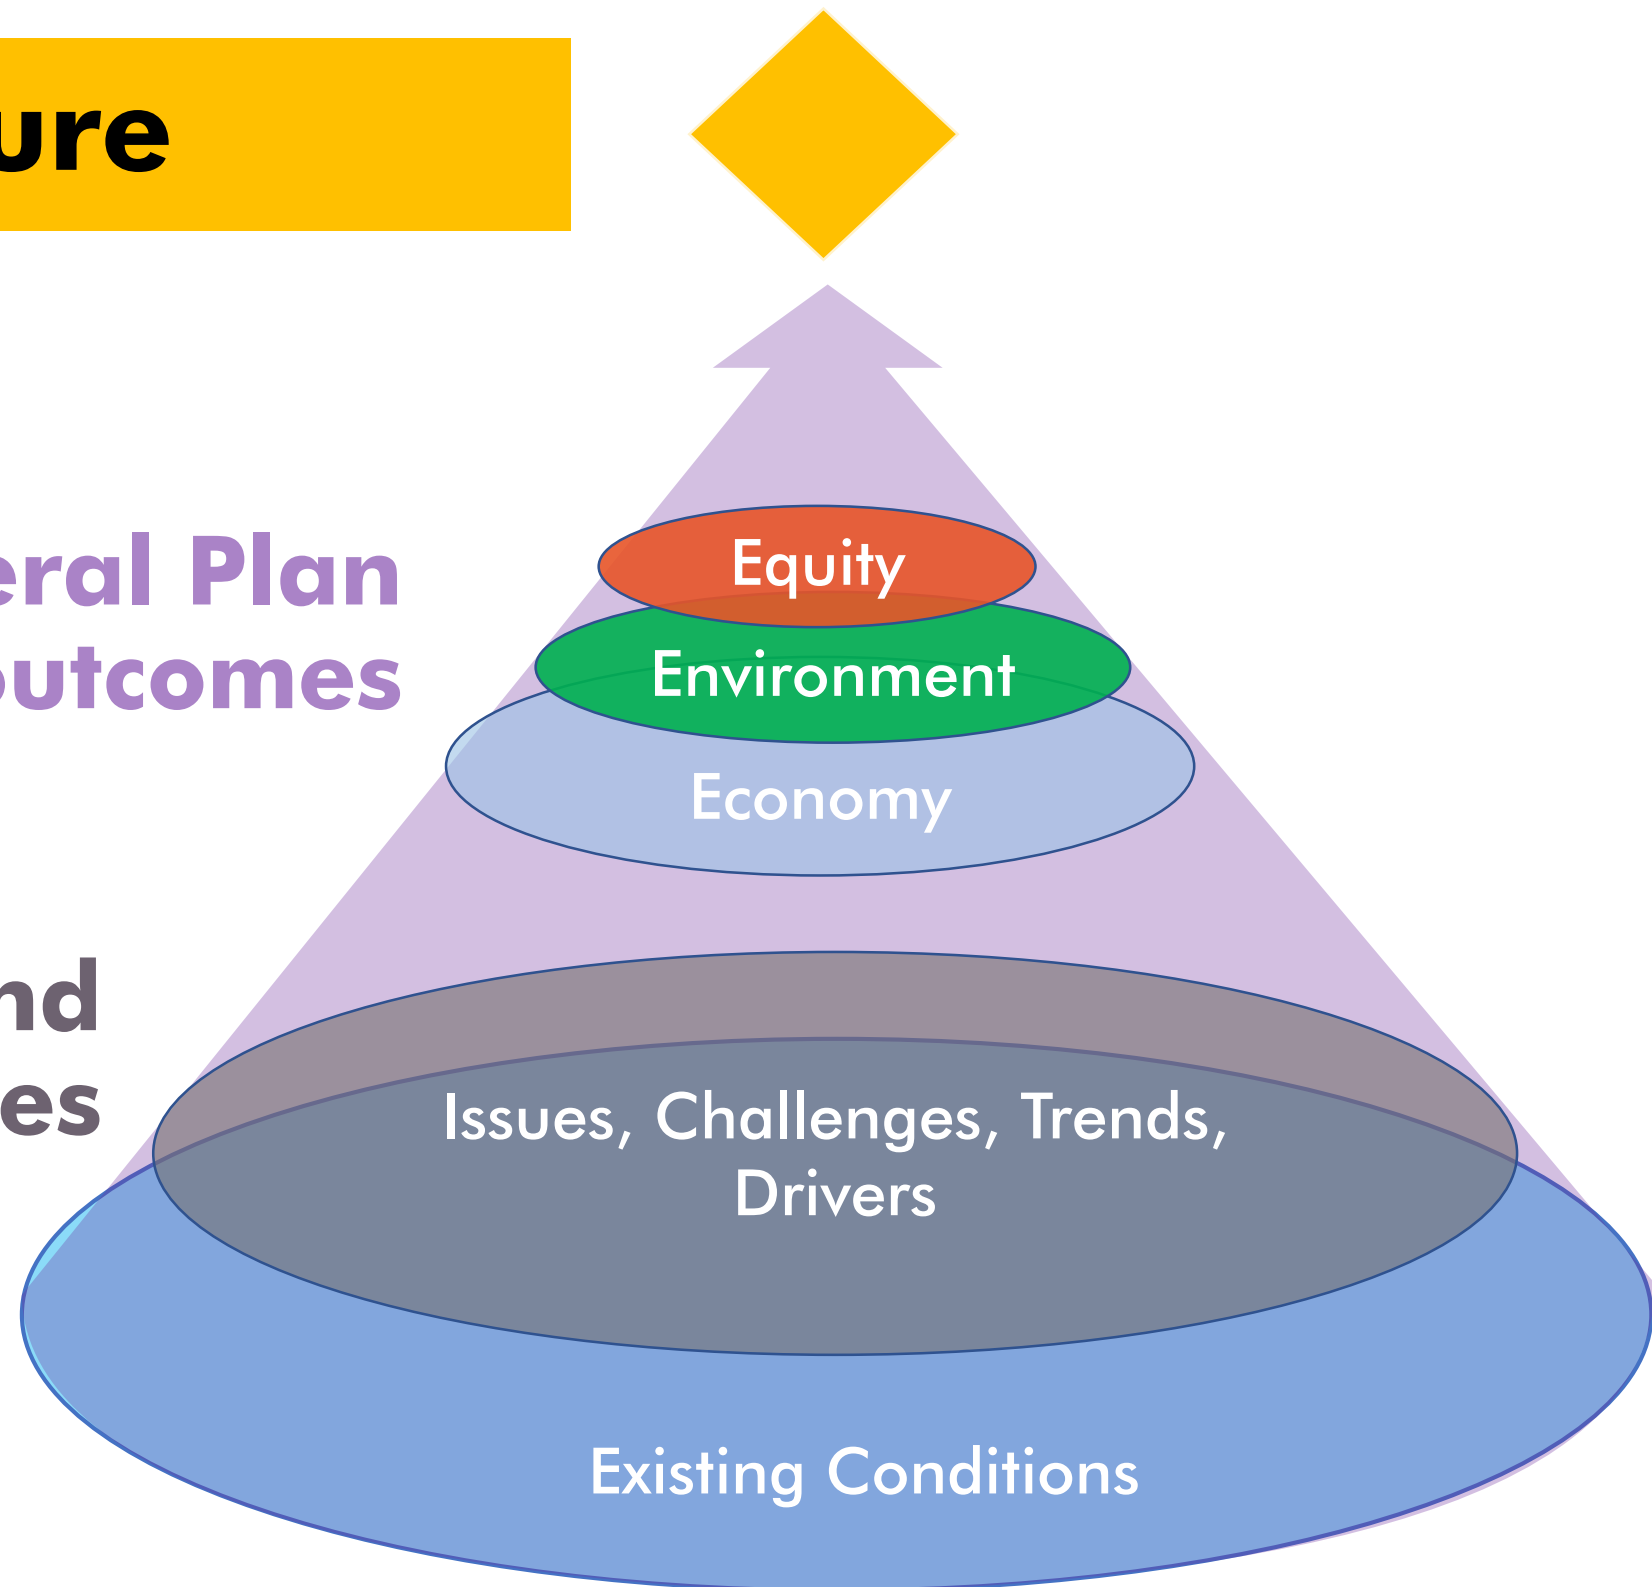 ure
eral Plan
outcomes
Equity
Environment
Economy
nd
es
Issues, Challenges, Trends,
Drivers
Existing Conditions